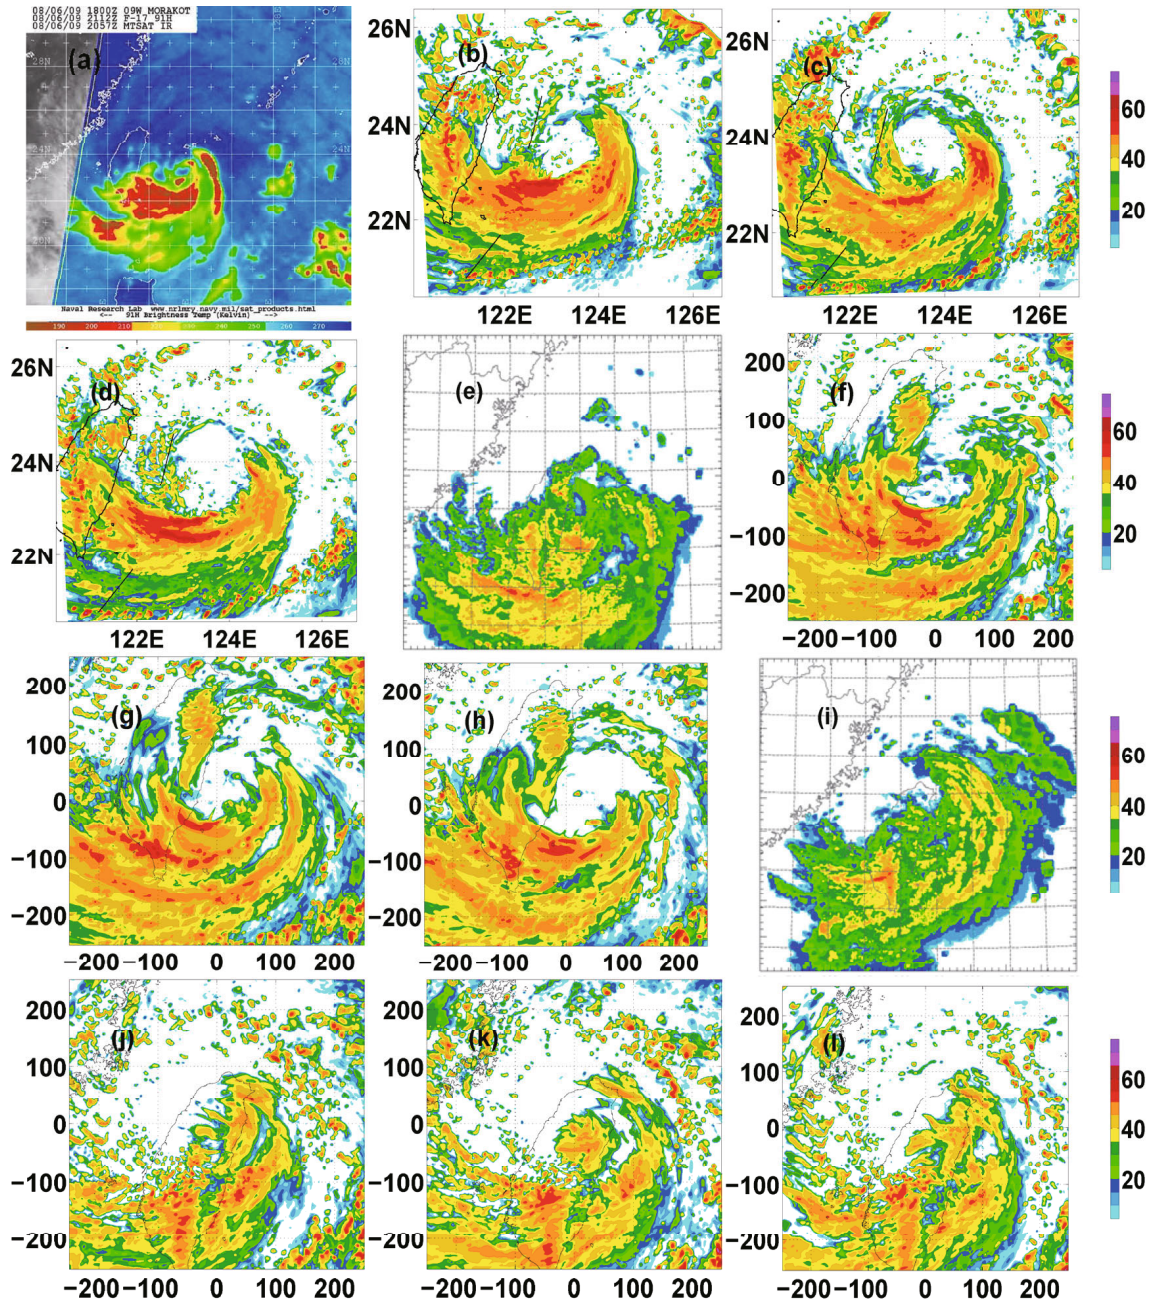 08/06/09 1800Z 09W MORAKOT
08/06/09 2112Z F-17 91H
08/06/09 2057Z MTSAT IR
(a)
Naval Research Lab www.nrlmry.navy.mil/sat_products.html
<-- 91H Brightness Temp (Kelvin) -->
190 200 210 220 230 240 250 260 270
(b)
26N
24N
22N
122E 124E 126E
(c)
26N
24N
22N
122E 124E 126E
60
40
20
(d)
26N
24N
22N
122E 124E 126E
(e)
(f)
200
100
0
−100
−200
−200 −100 0 100 200
60
40
20
(g)
200
100
0
−100
−200
−200 −100 0 100 200
(h)
200
100
0
−100
−200
−200 −100 0 100 200
(i)
60
40
20
(j)
200
100
0
−100
−200
−200 −100 0 100 200
(k)
200
100
0
−100
−200
−200 −100 0 100 200
(l)
200
100
0
−100
−200
−200 −100 0 100 200
60
40
20